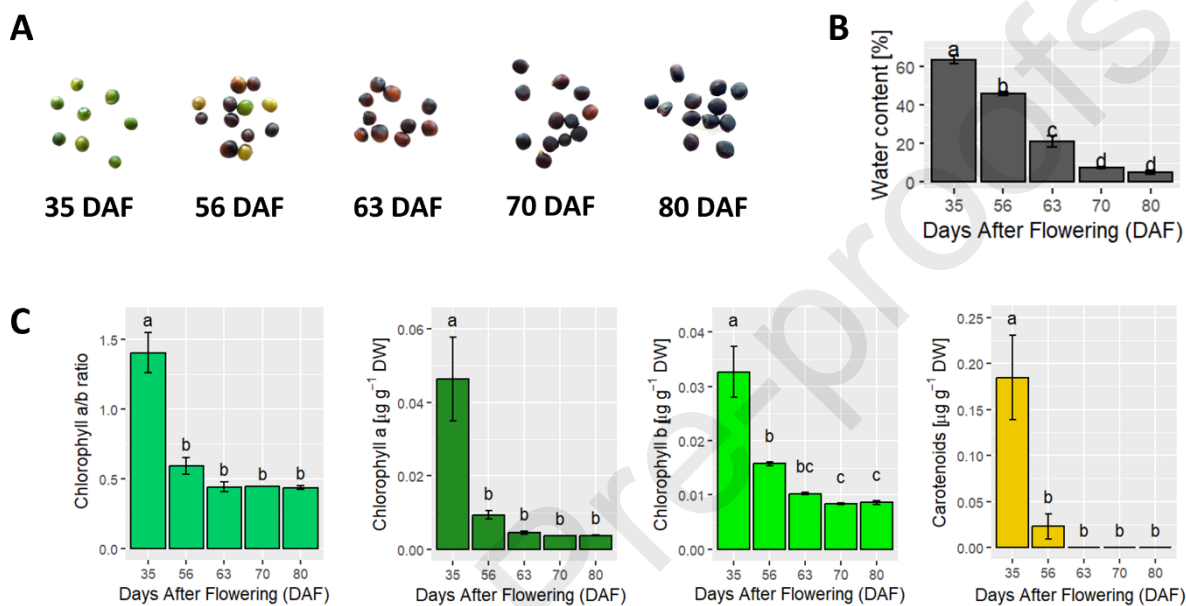 A
35 DAF
56 DAF
63 DAF
70 DAF
80 DAF
B
Water content [%]
60
40
20
0
a
b
c
d
d
35
56
63
70
80
Days After Flowering (DAF)
C
Chlorophyll a/b ratio
1.5
1.0
0.5
0.0
a
b
b
b
b
35
56
63
70
80
Days After Flowering (DAF)
Chlorophyll a [µg g⁻¹ DW]
0.06
0.04
0.02
0.00
a
b
b
b
b
35
56
63
70
80
Days After Flowering (DAF)
Chlorophyll b [µg g⁻¹ DW]
0.04
0.03
0.02
0.01
0.00
a
b
bc
c
c
35
56
63
70
80
Days After Flowering (DAF)
Carotenoids [µg g⁻¹ DW]
0.25
0.20
0.15
0.10
0.05
0.00
a
b
b
b
b
35
56
63
70
80
Days After Flowering (DAF)
Pre-proofs